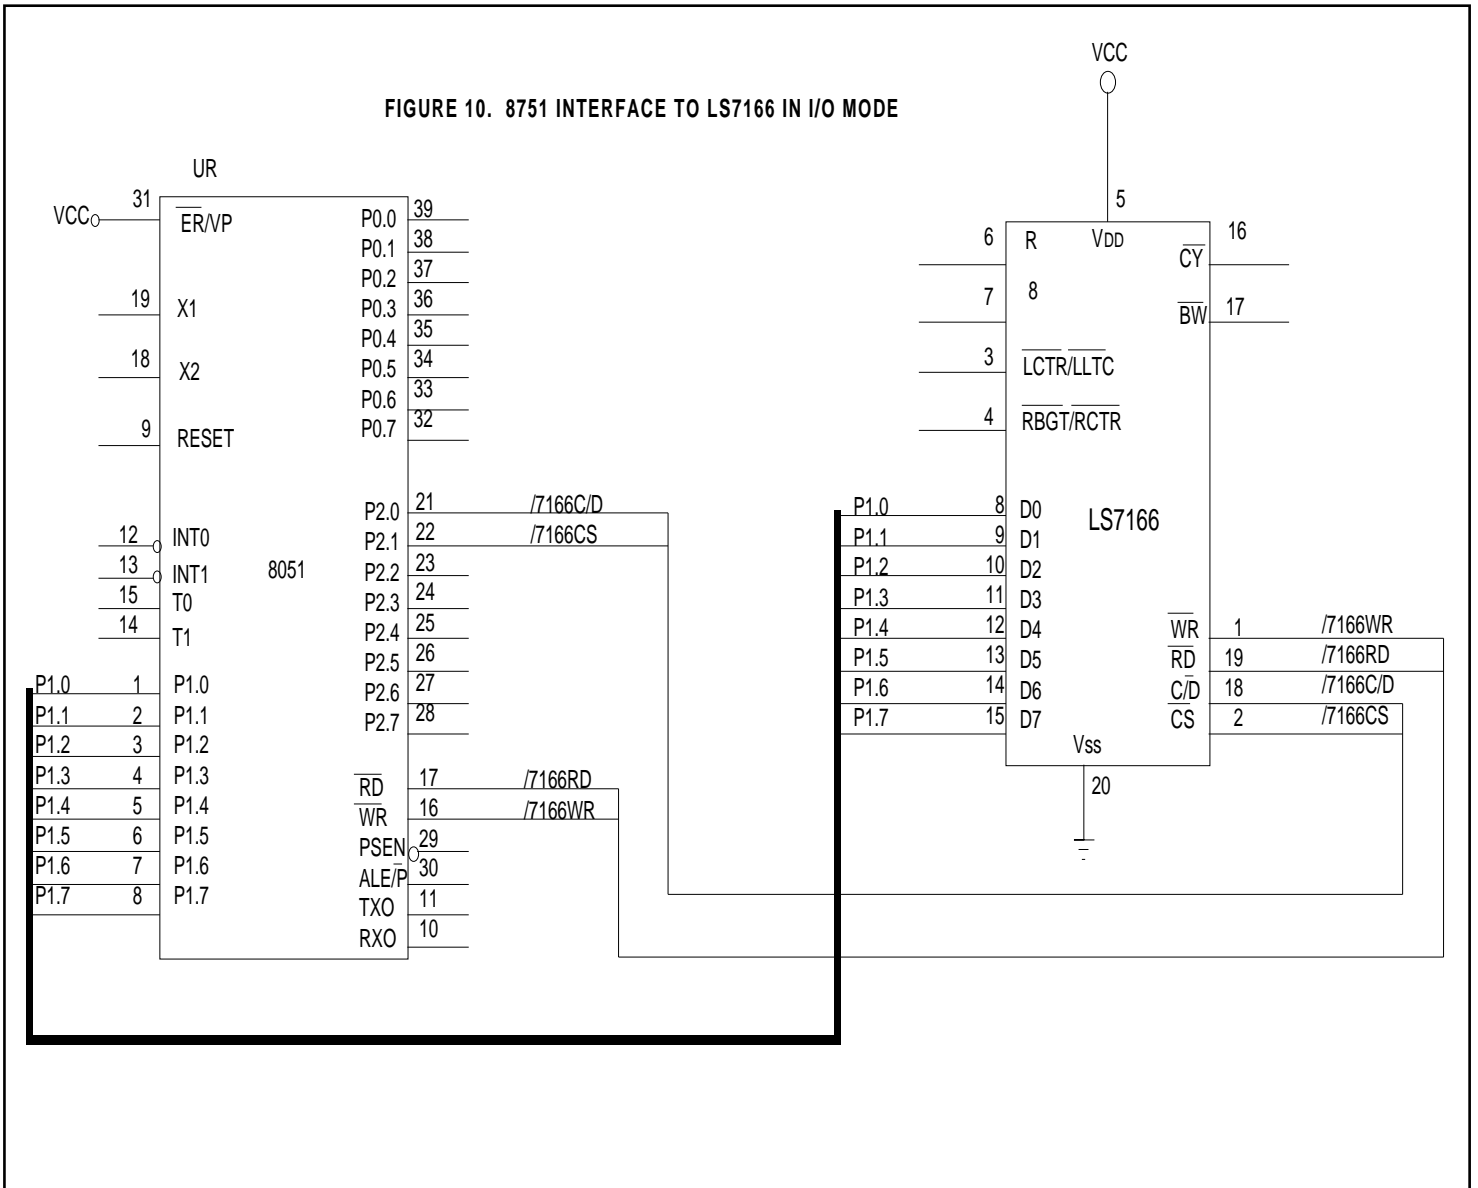 VCC
FIGURE 10. 8751 INTERFACE TO LS7166 IN I/O MODE
UR
VCC
31
ER/VP
19
X1
18
X2
9
RESET
12
INT0
13
INT1
15
T0
14
T1
8051
P1.0 1 P1.0
P1.1 2 P1.1
P1.2 3 P1.2
P1.3 4 P1.3
P1.4 5 P1.4
P1.5 6 P1.5
P1.6 7 P1.6
P1.7 8 P1.7
P0.0 39
P0.1 38
P0.2 37
P0.3 36
P0.4 35
P0.5 34
P0.6 33
P0.7 32
P2.0 21 /7166C/D
P2.1 22 /7166CS
P2.2 23
P2.3 24
P2.4 25
P2.5 26
P2.6 27
P2.7 28
RD 17 /7166RD
WR 16 /7166WR
PSEN 29
ALE/P 30
TXO 11
RXO 10
5
VDD
6 R
7 8
3 LCTR/LLTC
4 RBGT/RCTR
CY 16
BW 17
LS7166
P1.0 8 D0
P1.1 9 D1
P1.2 10 D2
P1.3 11 D3
P1.4 12 D4
P1.5 13 D5
P1.6 14 D6
P1.7 15 D7
WR 1 /7166WR
RD 19 /7166RD
C/D 18 /7166C/D
CS 2 /7166CS
Vss
20